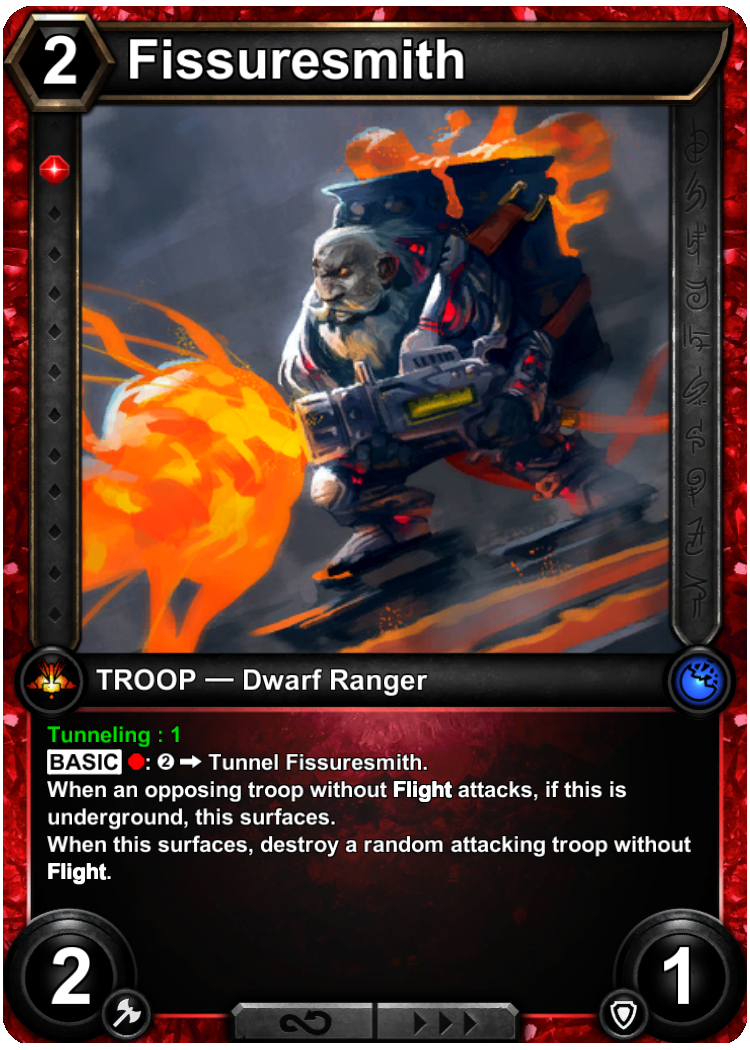 2 Fissuresmith
TROOP — Dwarf Ranger
Tunneling : 1
BASIC : ❷ ➡ Tunnel Fissuresmith.
When an opposing troop without Flight attacks, if this is
underground, this surfaces.
When this surfaces, destroy a random attacking troop without
Flight.
2 1